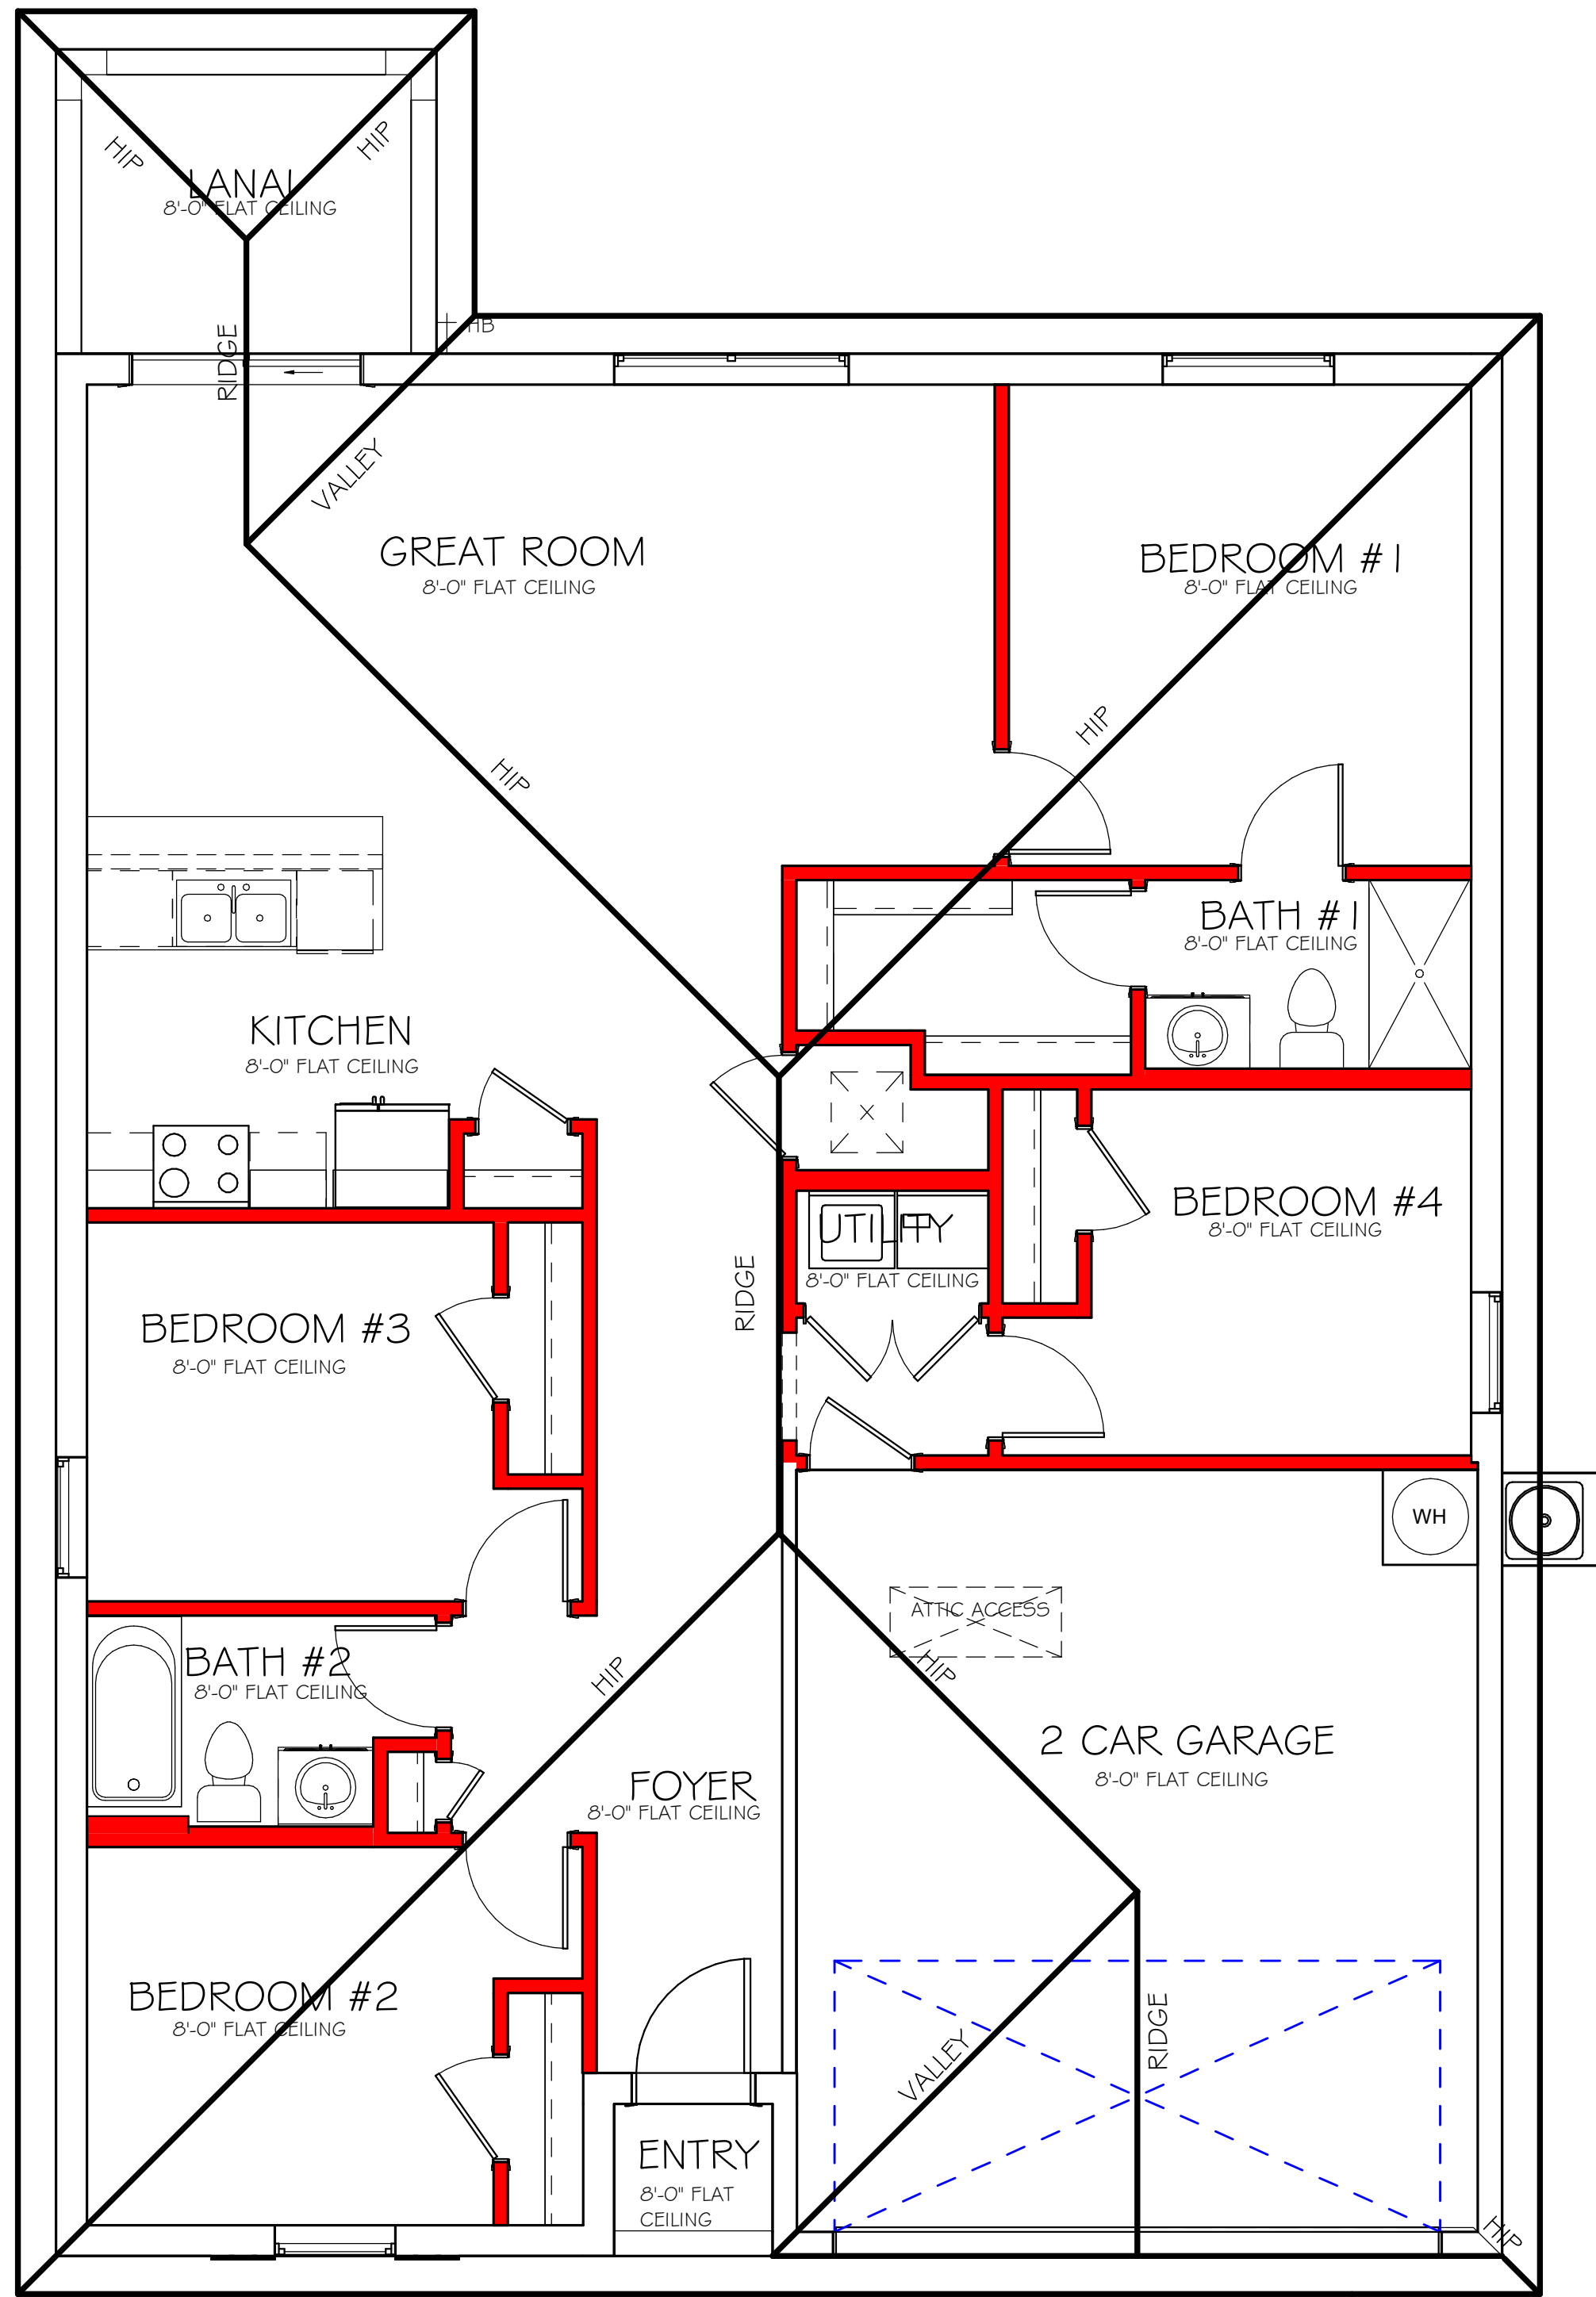 HIP
HIP
LANAI
8'-0" FLAT CEILING
RIDGE
HB
VALLEY
GREAT ROOM
8'-0" FLAT CEILING
BEDROOM #1
8'-0" FLAT CEILING
HIP
HIP
BATH #1
8'-0" FLAT CEILING
KITCHEN
8'-0" FLAT CEILING
BEDROOM #4
8'-0" FLAT CEILING
UTILITY
8'-0" FLAT CEILING
RIDGE
BEDROOM #3
8'-0" FLAT CEILING
WH
ATTIC ACCESS
HIP
HIP
BATH #2
8'-0" FLAT CEILING
2 CAR GARAGE
8'-0" FLAT CEILING
FOYER
8'-0" FLAT CEILING
BEDROOM #2
8'-0" FLAT CEILING
RIDGE
VALLEY
ENTRY
8'-0" FLAT
CEILING
HIP